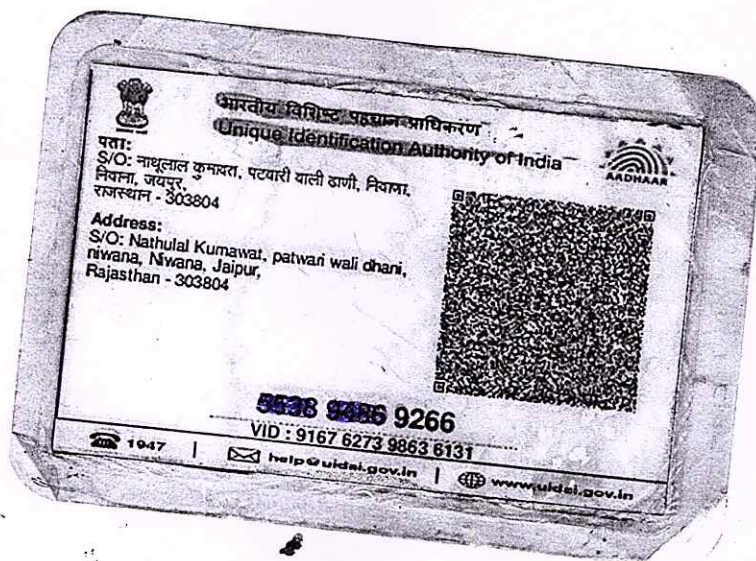 भारतीय विशिष्ट पहचान प्राधिकरण
Unique Identification Authority of India
AADHAAR
पता:
S/O: नाथूलाल कुमावत, पटवारी वाली ढाणी, निवाना,
निवाना, जयपुर,
राजस्थान - 303804
Address:
S/O: Nathulal Kumawat, patwari wali dhani,
niwana, Niwana, Jaipur,
Rajasthan - 303804
9266
VID : 9167 6273 9863 6131
1947 | help@uidai.gov.in | www.uidai.gov.in